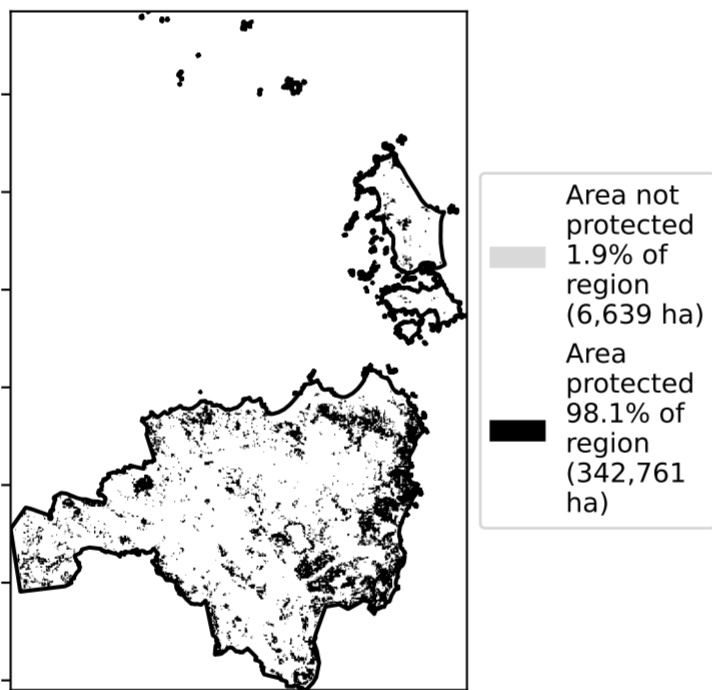 Area not
protected
1.9% of
region
(6,639 ha)
Area
protected
98.1% of
region
(342,761
ha)